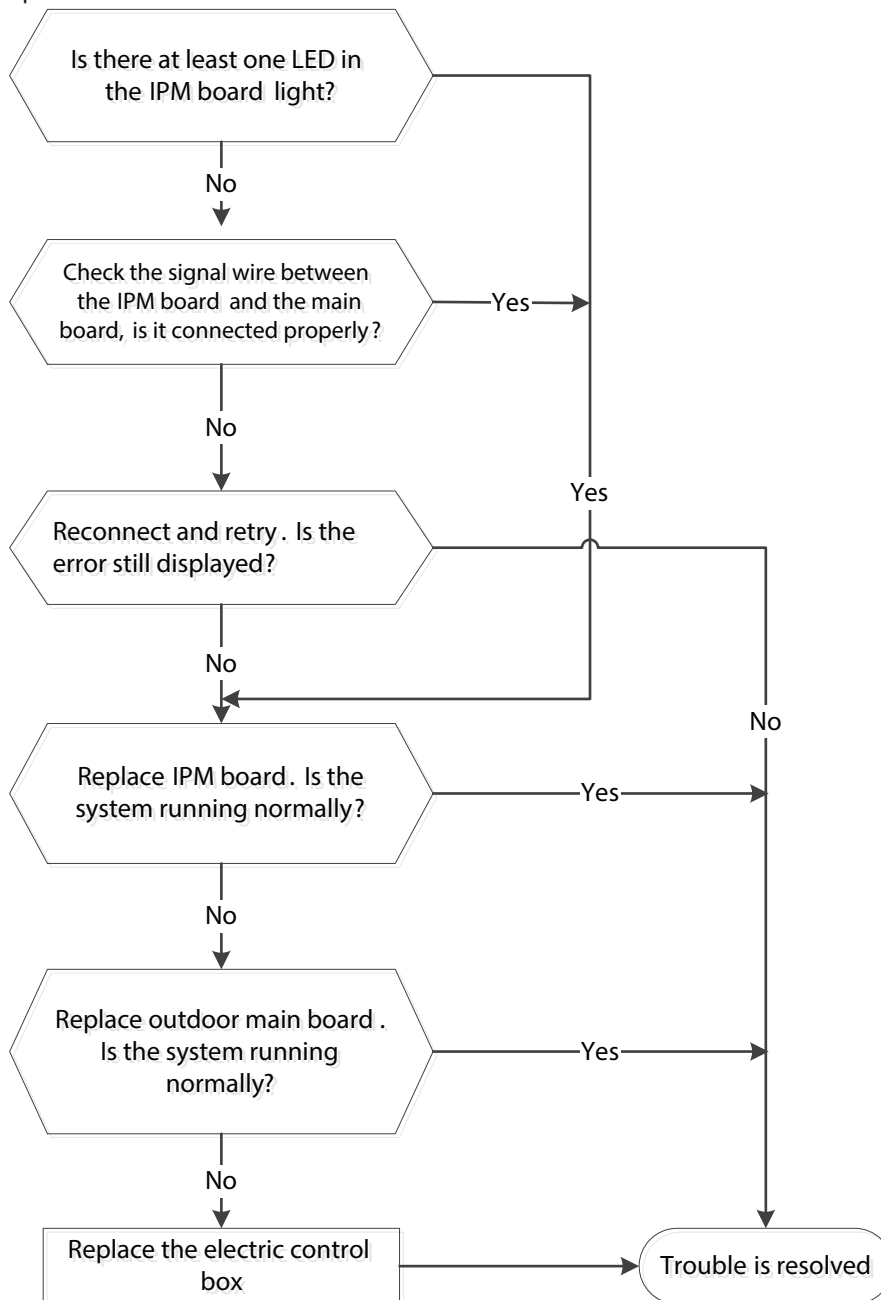 Is there at least one LED in
the IPM board light?
No
Check the signal wire between
the IPM board and the main
board, is it connected properly?
Yes
No
Yes
Reconnect and retry. Is the
error still displayed?
No
No
Replace IPM board. Is the
system running normally?
Yes
No
Replace outdoor main board.
Is the system running
normally?
Yes
No
Replace the electric control
box
Trouble is resolved